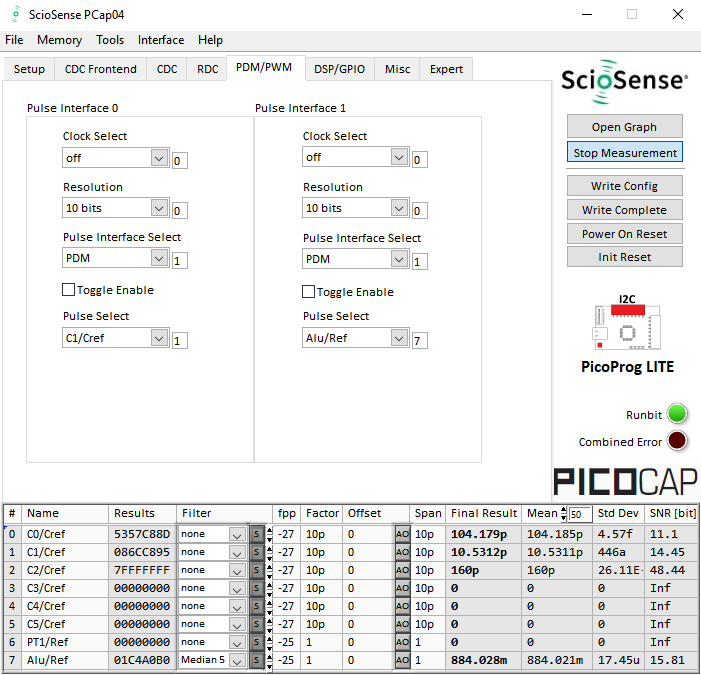 ScioSense PCap04
File Memory Tools Interface Help
Setup CDC Frontend CDC RDC PDM/PWM DSP/GPIO Misc Expert
ScioSense
Pulse Interface 0 Pulse Interface 1
Open Graph
Clock Select Clock Select
Stop Measurement
off 0 off 0
Resolution Resolution
Write Config
10 bits 0 10 bits 0
Write Complete
Pulse Interface Select Pulse Interface Select
Power On Reset
PDM 1 PDM 1
Init Reset
Toggle Enable Toggle Enable
I2C
Pulse Select Pulse Select
C1/Cref 1 Alu/Ref 7
PicoProg LITE
Runbit
Combined Error
PICOCAP
# Name Results Filter fpp Factor Offset Span Final Result Mean 50 Std Dev SNR [bit]
0 C0/Cref 5357C88D none S -27 10p 0 AO 10p 104.179p 104.185p 4.57f 11.1
1 C1/Cref 086CC895 none S -27 10p 0 AO 10p 10.5312p 10.5311p 446a 14.45
2 C2/Cref 7FFFFFFF none S -27 10p 0 AO 10p 160p 160p 26.11E- 48.44
3 C3/Cref 00000000 none S -27 10p 0 AO 10p 0 0 0 Inf
4 C4/Cref 00000000 none S -27 10p 0 AO 10p 0 0 0 Inf
5 C5/Cref 00000000 none S -27 10p 0 AO 10p 0 0 0 Inf
6 PT1/Ref 00000000 none S -25 1 0 AO 1 0 0 0 Inf
7 Alu/Ref 01C4A0B0 Median 5 S -25 1 0 AO 1 884.028m 884.021m 17.45u 15.81